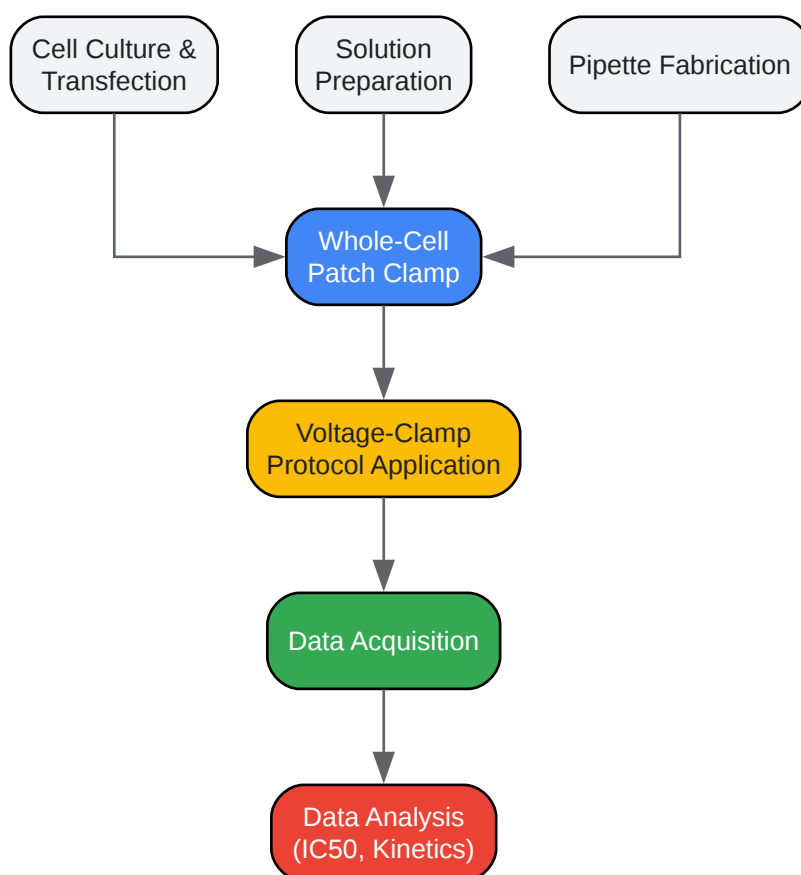 Cell Culture &
Transfection
Solution
Preparation
Pipette Fabrication
Whole-Cell
Patch Clamp
Voltage-Clamp
Protocol Application
Data Acquisition
Data Analysis
(IC50, Kinetics)